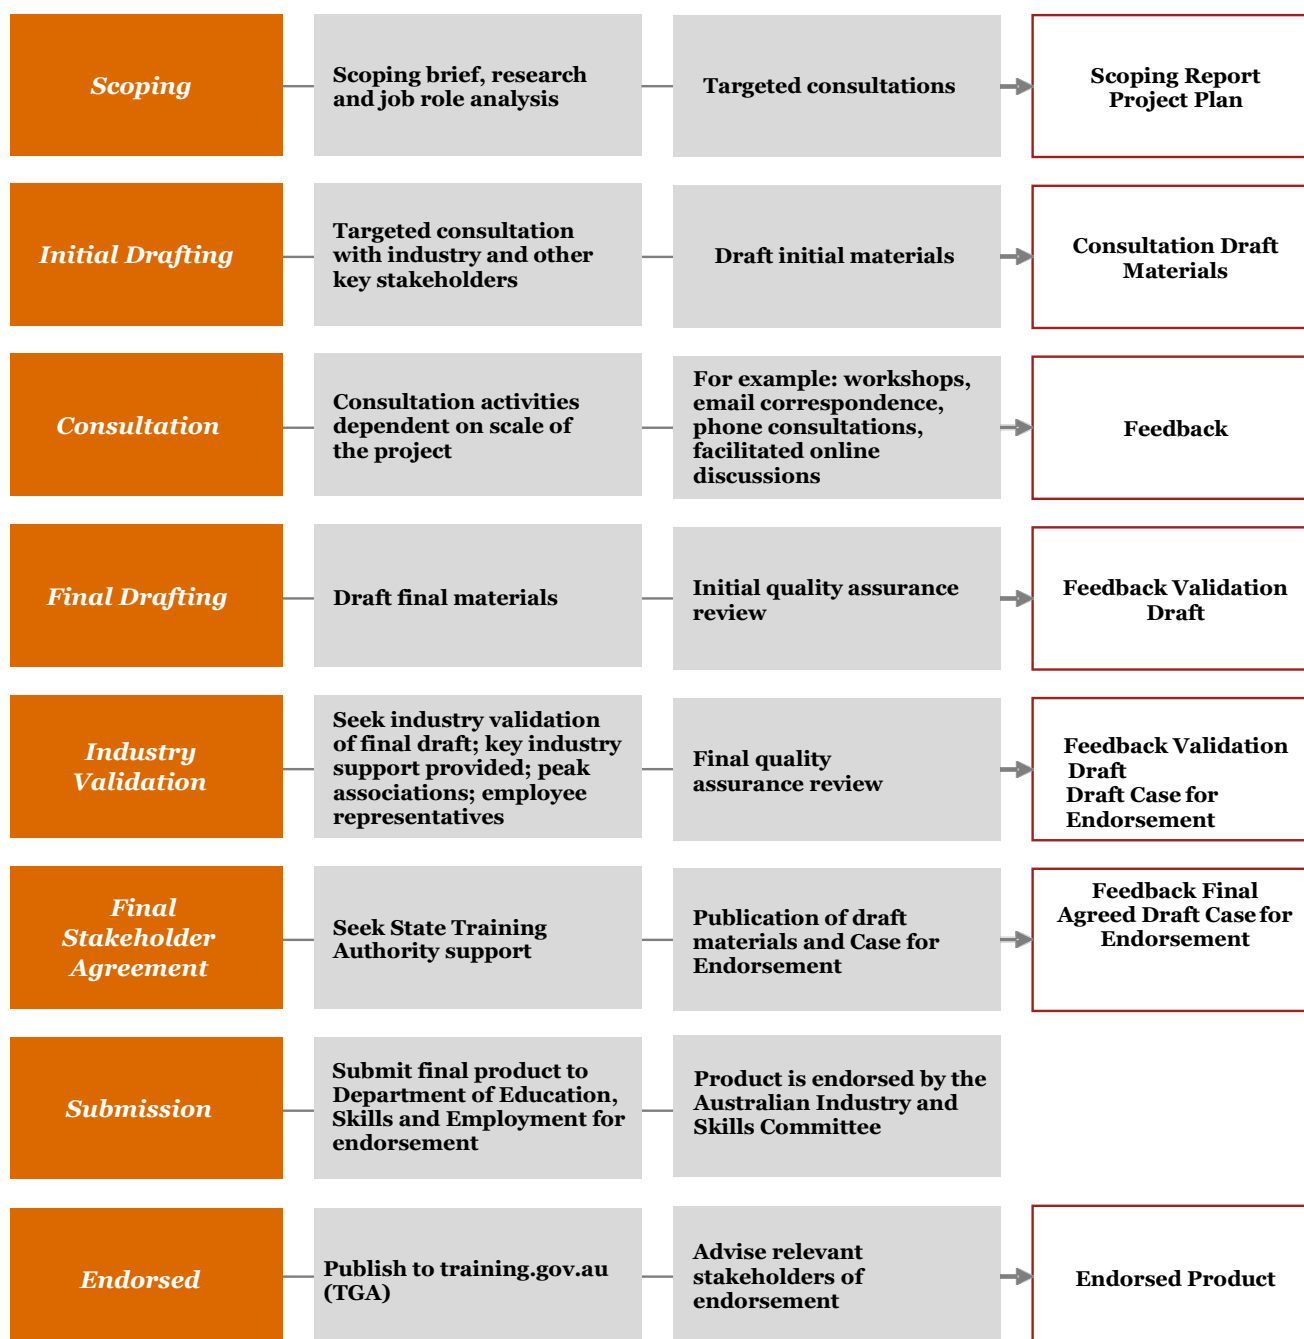 Scoping
Scoping brief, research
and job role analysis
Targeted consultations
Scoping Report
Project Plan
Initial Drafting
Targeted consultation
with industry and other
key stakeholders
Draft initial materials
Consultation Draft
Materials
Consultation
Consultation activities
dependent on scale of
the project
For example: workshops,
email correspondence,
phone consultations,
facilitated online
discussions
Feedback
Final Drafting
Draft final materials
Initial quality assurance
review
Feedback Validation
Draft
Industry
Validation
Seek industry validation
of final draft; key industry
support provided; peak
associations; employee
representatives
Final quality
assurance review
Feedback Validation
Draft
Draft Case for
Endorsement
Final
Stakeholder
Agreement
Seek State Training
Authority support
Publication of draft
materials and Case for
Endorsement
Feedback Final
Agreed Draft Case for
Endorsement
Submission
Submit final product to
Department of Education,
Skills and Employment for
endorsement
Product is endorsed by the
Australian Industry and
Skills Committee
Endorsed
Publish to training.gov.au
(TGA)
Advise relevant
stakeholders of
endorsement
Endorsed Product